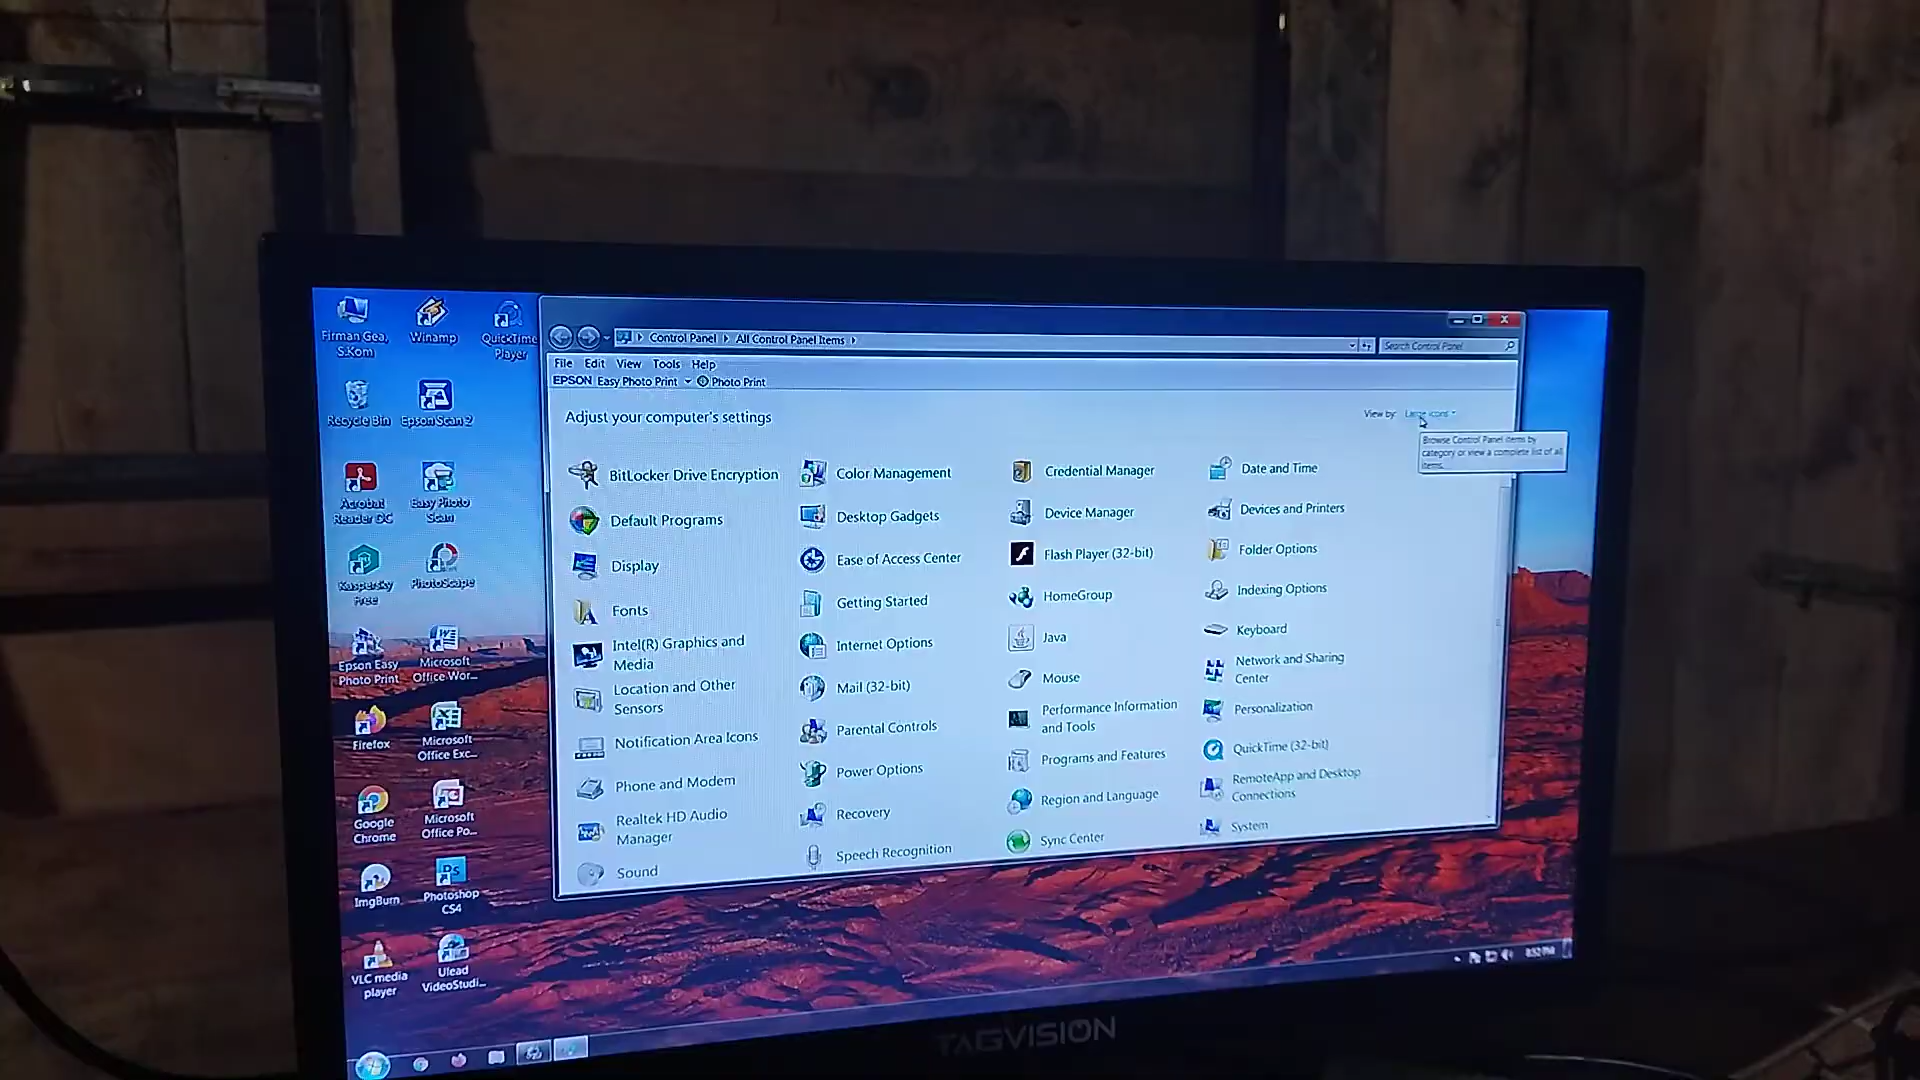 Firman Gea,
S.Kom
Winamp
QuickTime
Player
Recycle Bin
Epson Scan 2
Acrobat
Reader DC
Easy Photo
Scan
Kaspersky
Free
PhotoScape
Epson Easy
Photo Print
Microsoft
Office Wor...
Firefox
Microsoft
Office Exc...
Google
Chrome
Microsoft
Office Po...
ImgBurn
Photoshop
CS4
VLC media
player
Ulead
VideoStudi...
Control Panel
All Control Panel Items
Search Control Panel
File Edit View Tools Help
EPSON Easy Photo Print Photo Print
Adjust your computer's settings
View by: Large icons
Browse Control Panel items by
category or view a complete list of all
items.
BitLocker Drive Encryption
Color Management
Credential Manager
Date and Time
Default Programs
Desktop Gadgets
Device Manager
Devices and Printers
Display
Ease of Access Center
Flash Player (32-bit)
Folder Options
Fonts
Getting Started
HomeGroup
Indexing Options
Intel(R) Graphics and
Media
Internet Options
Java
Keyboard
Location and Other
Sensors
Mail (32-bit)
Mouse
Network and Sharing
Center
Notification Area Icons
Parental Controls
Performance Information
and Tools
Personalization
Phone and Modem
Power Options
Programs and Features
QuickTime (32-bit)
Realtek HD Audio
Manager
Recovery
Region and Language
RemoteApp and Desktop
Connections
Sound
Speech Recognition
Sync Center
System
8:52 PM
TAGVISION